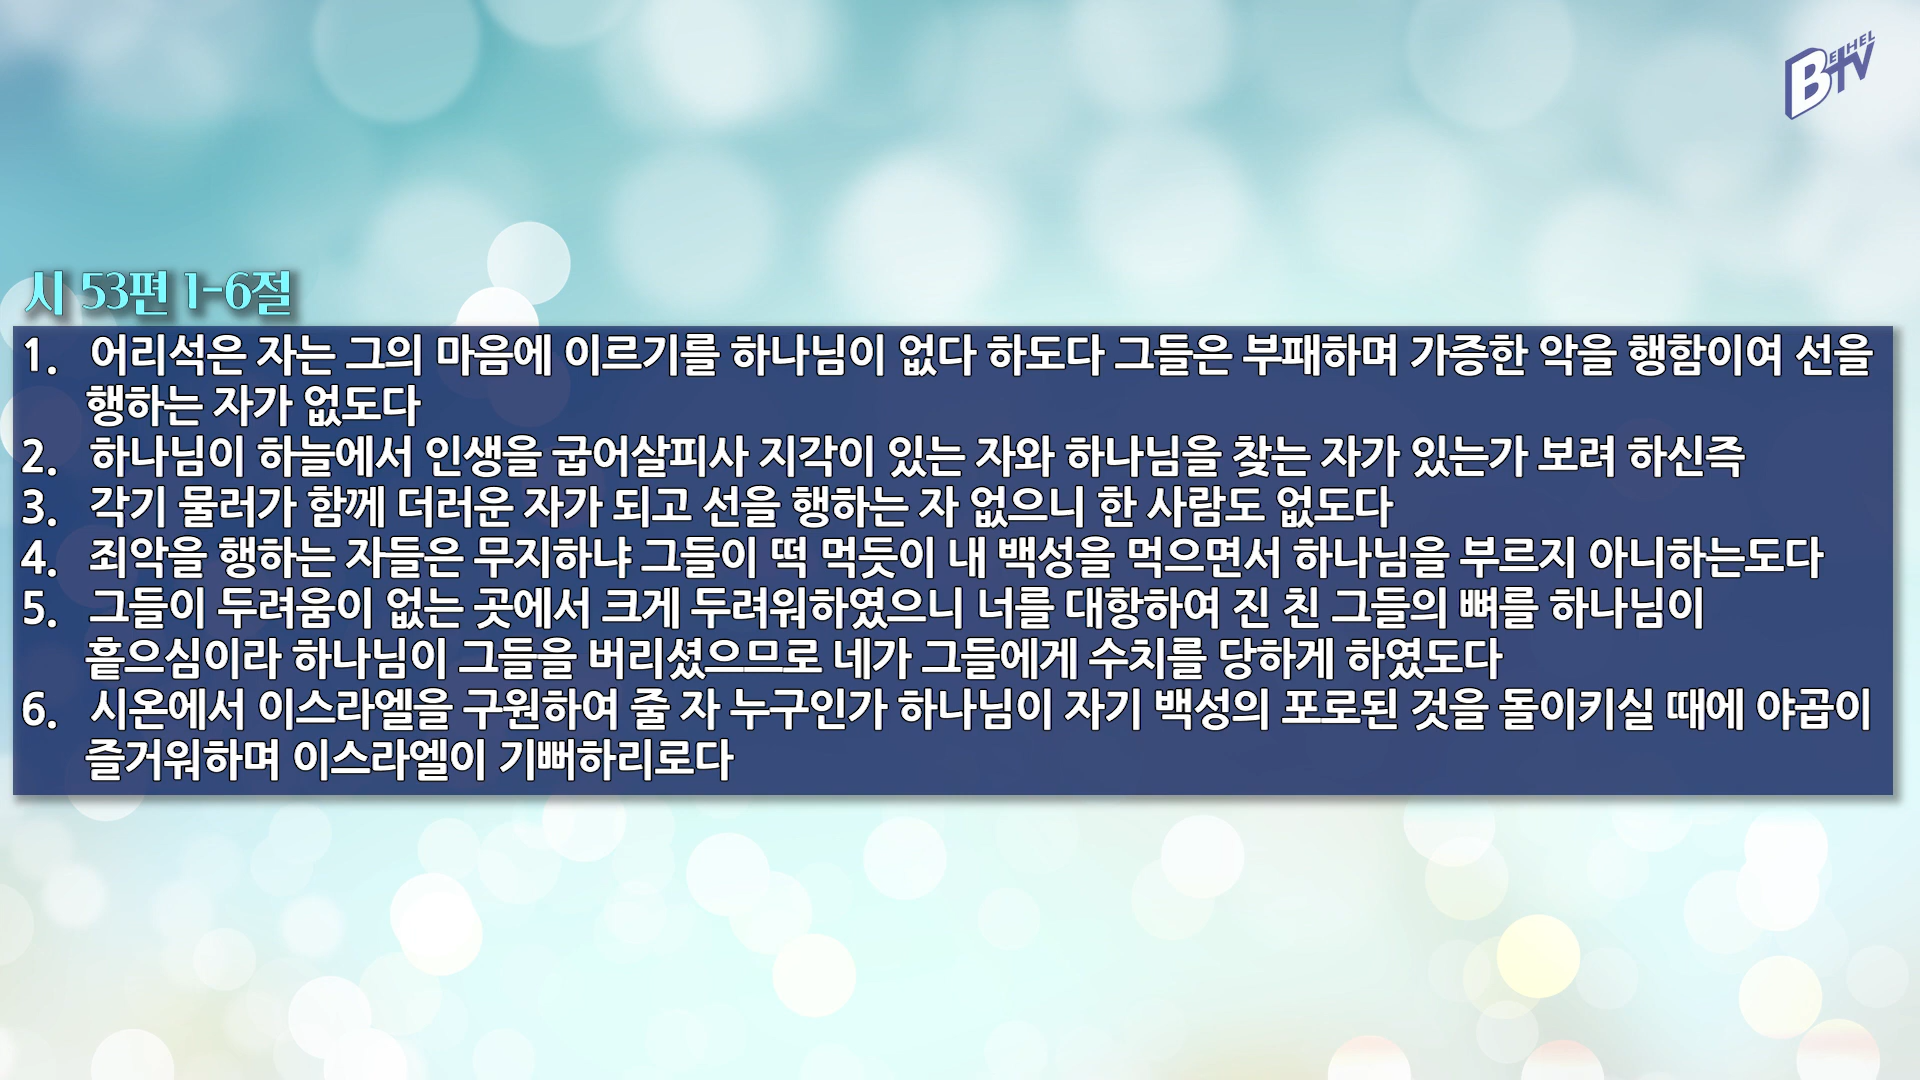 BETHEL TV
시 53편 1-6절
1. 어리석은 자는 그의 마음에 이르기를 하나님이 없다 하도다 그들은 부패하며 가증한 악을 행함이여 선을
행하는 자가 없도다
2. 하나님이 하늘에서 인생을 굽어살피사 지각이 있는 자와 하나님을 찾는 자가 있는가 보려 하신즉
3. 각기 물러가 함께 더러운 자가 되고 선을 행하는 자 없으니 한 사람도 없도다
4. 죄악을 행하는 자들은 무지하냐 그들이 떡 먹듯이 내 백성을 먹으면서 하나님을 부르지 아니하는도다
5. 그들이 두려움이 없는 곳에서 크게 두려워하였으니 너를 대항하여 진 친 그들의 뼈를 하나님이
흩으심이라 하나님이 그들을 버리셨으므로 네가 그들에게 수치를 당하게 하였도다
6. 시온에서 이스라엘을 구원하여 줄 자 누구인가 하나님이 자기 백성의 포로된 것을 돌이키실 때에 야곱이
즐거워하며 이스라엘이 기뻐하리로다